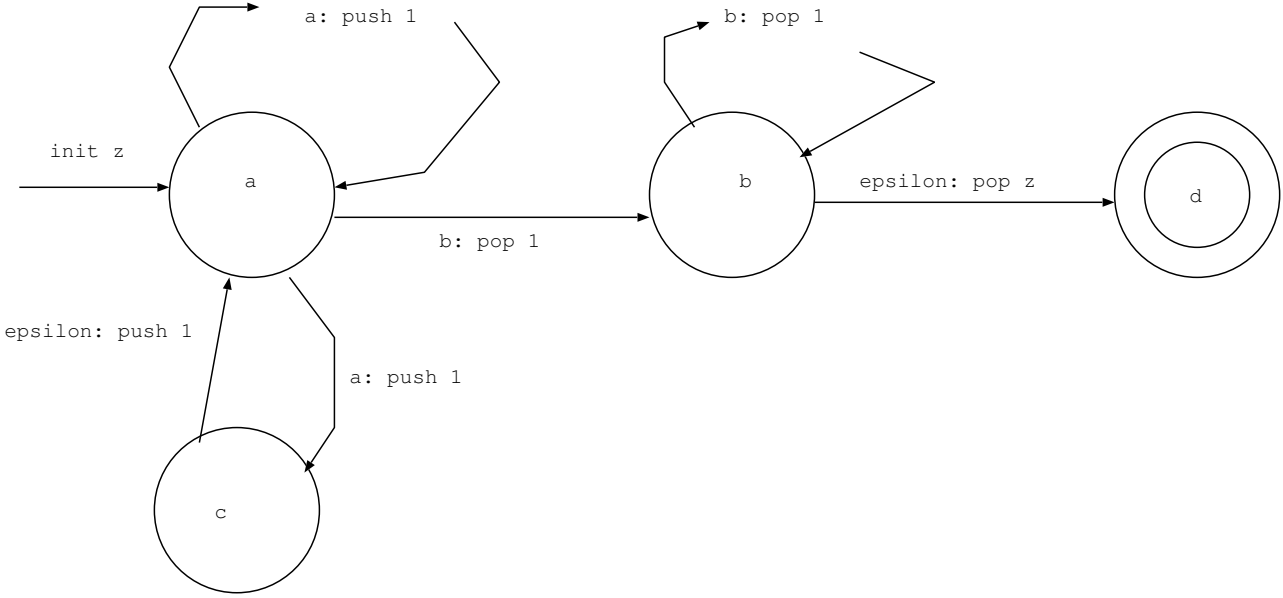 a: push 1
b: pop 1
init z
a
b
epsilon: pop z
d
b: pop 1
epsilon: push 1
a: push 1
c